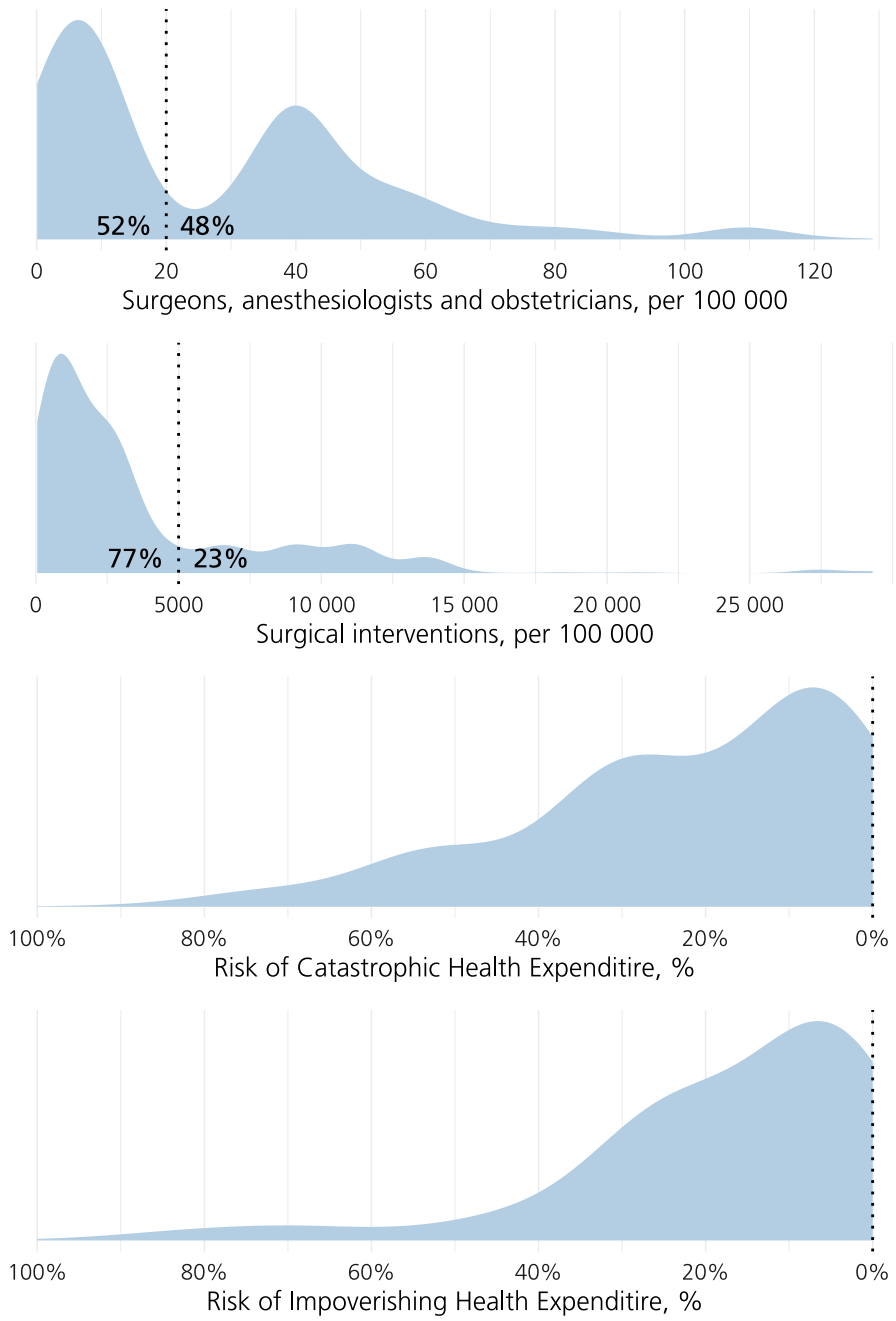 52% 48%
0 20 40 60 80 100 120
Surgeons, anesthesiologists and obstetricians, per 100 000
77% 23%
0 5000 10 000 15 000 20 000 25 000
Surgical interventions, per 100 000
100% 80% 60% 40% 20% 0%
Risk of Catastrophic Health Expenditire, %
100% 80% 60% 40% 20% 0%
Risk of Impoverishing Health Expenditire, %